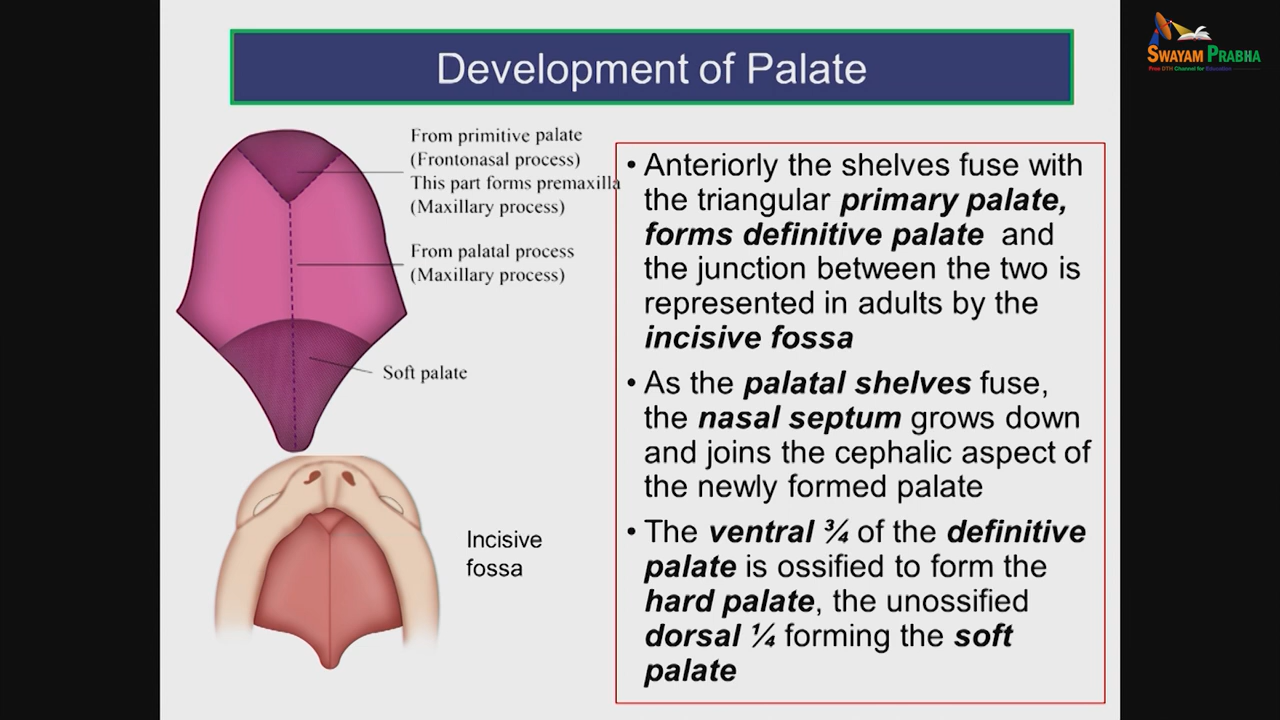 Development of Palate
SWAYAM PRABHA
Free DTH Channel for Education
From primitive palate
(Frontonasal process)
This part forms premaxilla
(Maxillary process)
From palatal process
(Maxillary process)
Soft palate
Incisive
fossa
• Anteriorly the shelves fuse with
the triangular primary palate,
forms definitive palate and
the junction between the two is
represented in adults by the
incisive fossa
• As the palatal shelves fuse,
the nasal septum grows down
and joins the cephalic aspect of
the newly formed palate
• The ventral ¾ of the definitive
palate is ossified to form the
hard palate, the unossified
dorsal ¼ forming the soft
palate